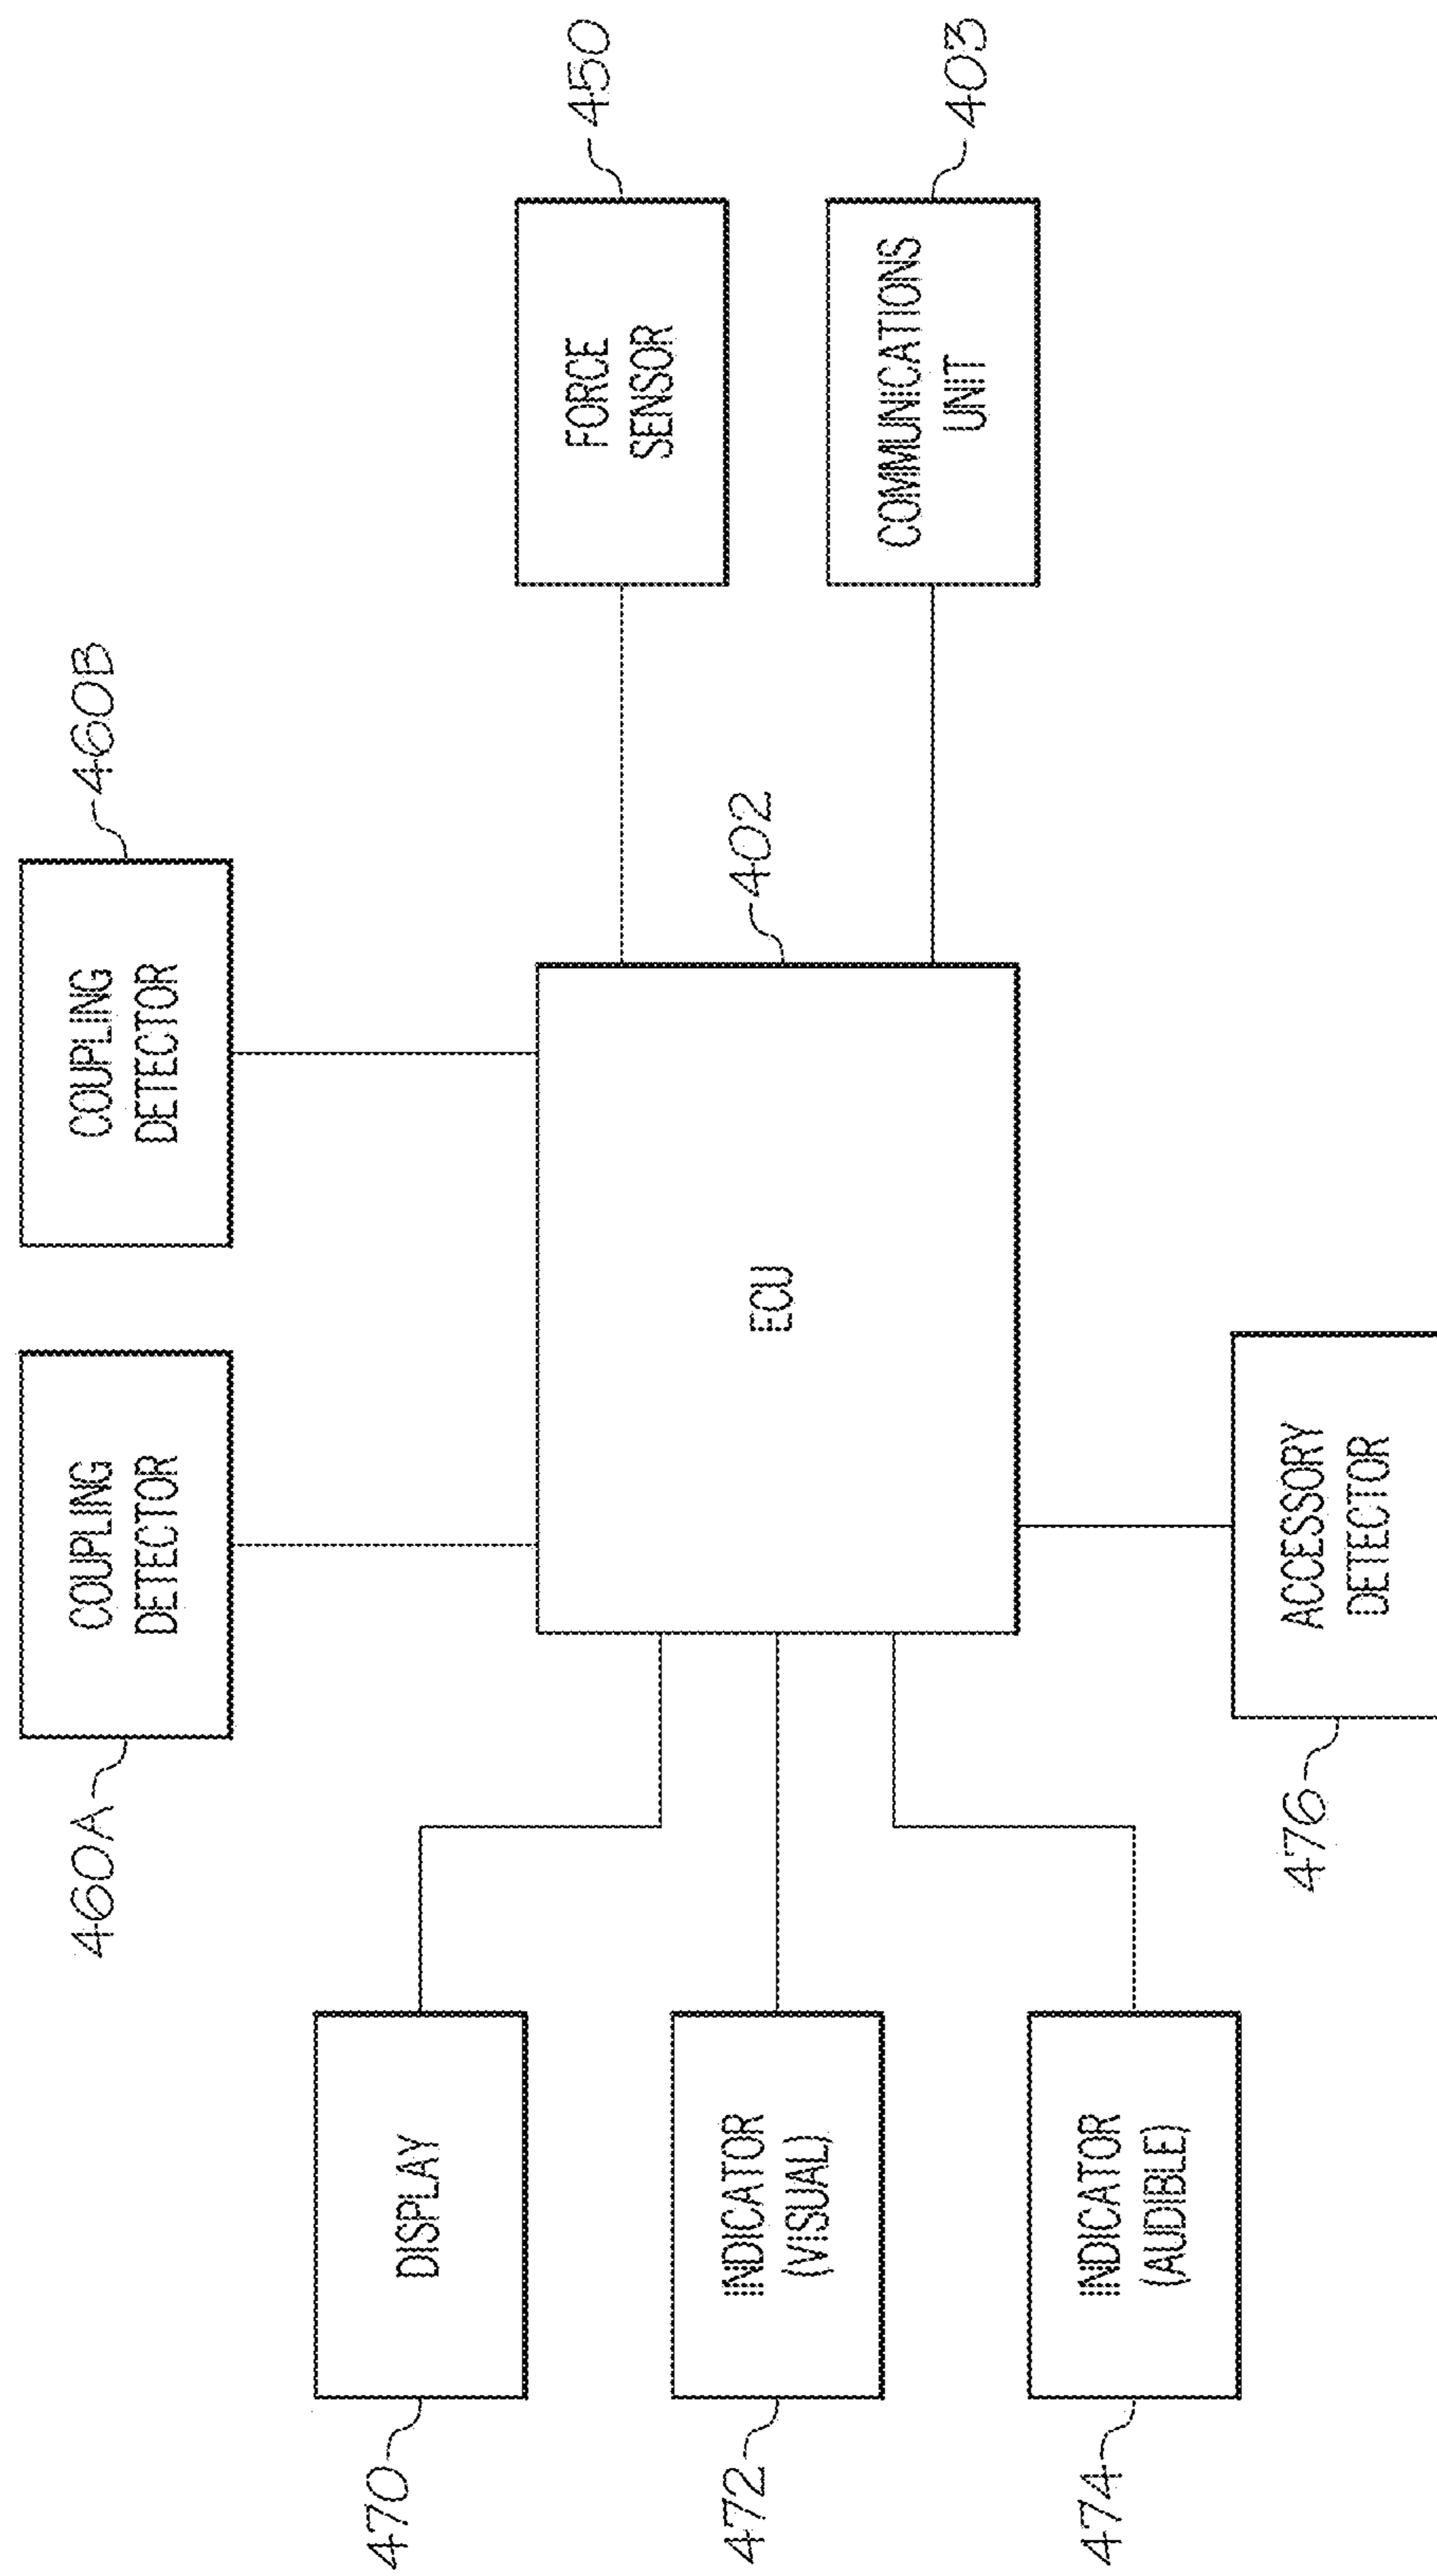 460A
COUPLING
DETECTOR
COUPLING
DETECTOR
460B
470
DISPLAY
472
INDICATOR
(VISUAL)
474
INDICATOR
(AUDIBLE)
ECU
402
FORCE
SENSOR
450
COMMUNICATIONS
UNIT
403
476
ACCESSORY
DETECTOR